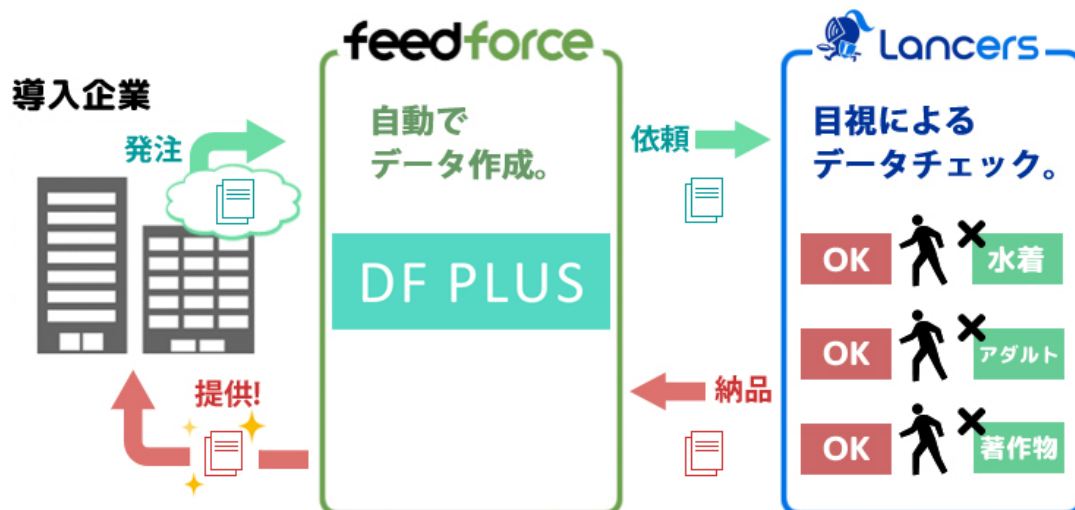 導入企業
発注
feedforce
自動で
データ作成。
DF PLUS
依頼
Lancers
目視による
データチェック。
OK
水着
OK
アダルト
OK
著作物
納品
提供!